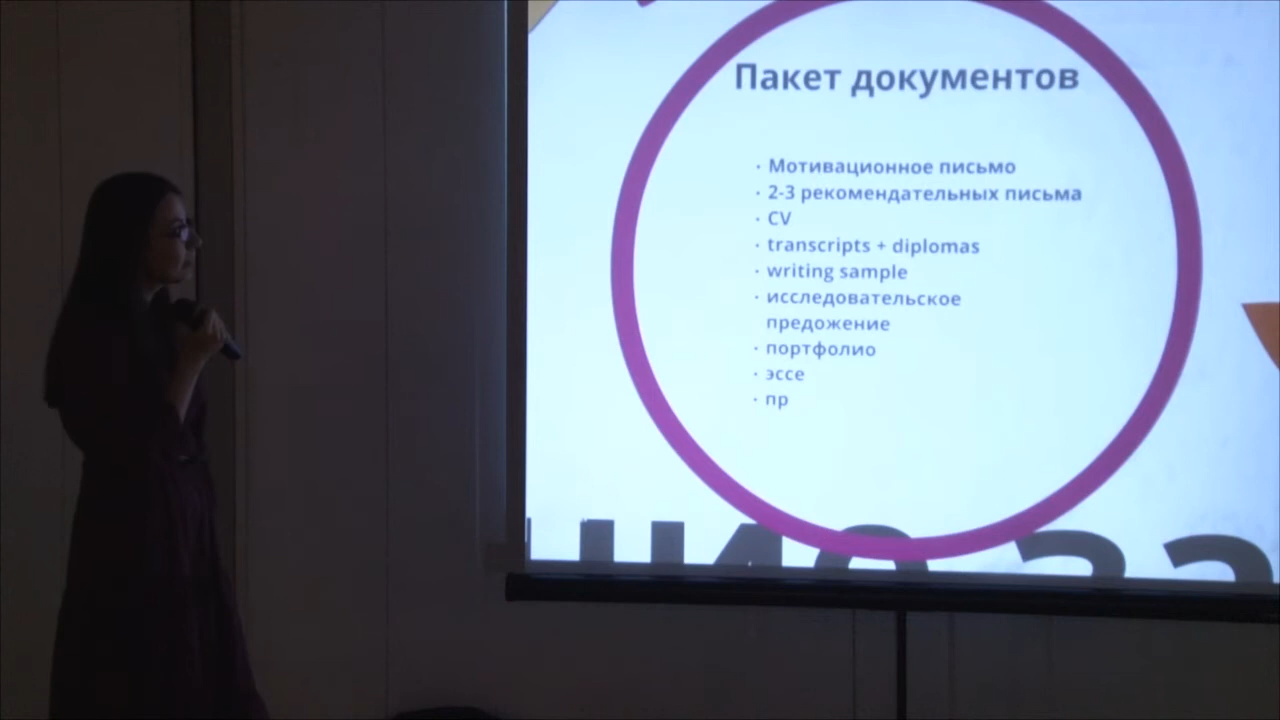 Пакет документов
· Мотивационное письмо
· 2-3 рекомендательных письма
· CV
· transcripts + diplomas
· writing sample
· исследовательское
предожение
· портфолио
· эссе
· пр